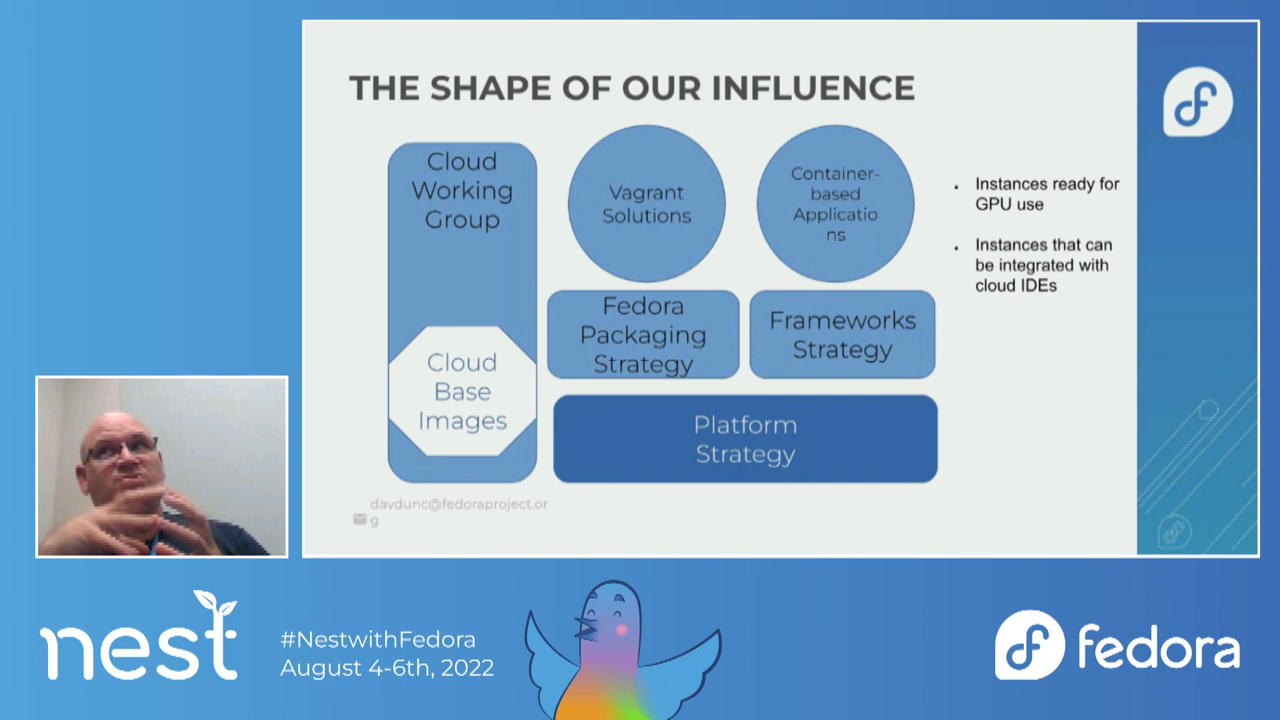 THE SHAPE OF OUR INFLUENCE
Cloud
Working
Group
Cloud
Base
Images
Vagrant
Solutions
Container-
based
Applicatio
ns
Fedora
Packaging
Strategy
Frameworks
Strategy
Platform
Strategy
• Instances ready for
GPU use
• Instances that can
be integrated with
cloud IDEs
davdunc@fedoraproject.or
g
nest
#NestwithFedora
August 4-6th, 2022
fedora